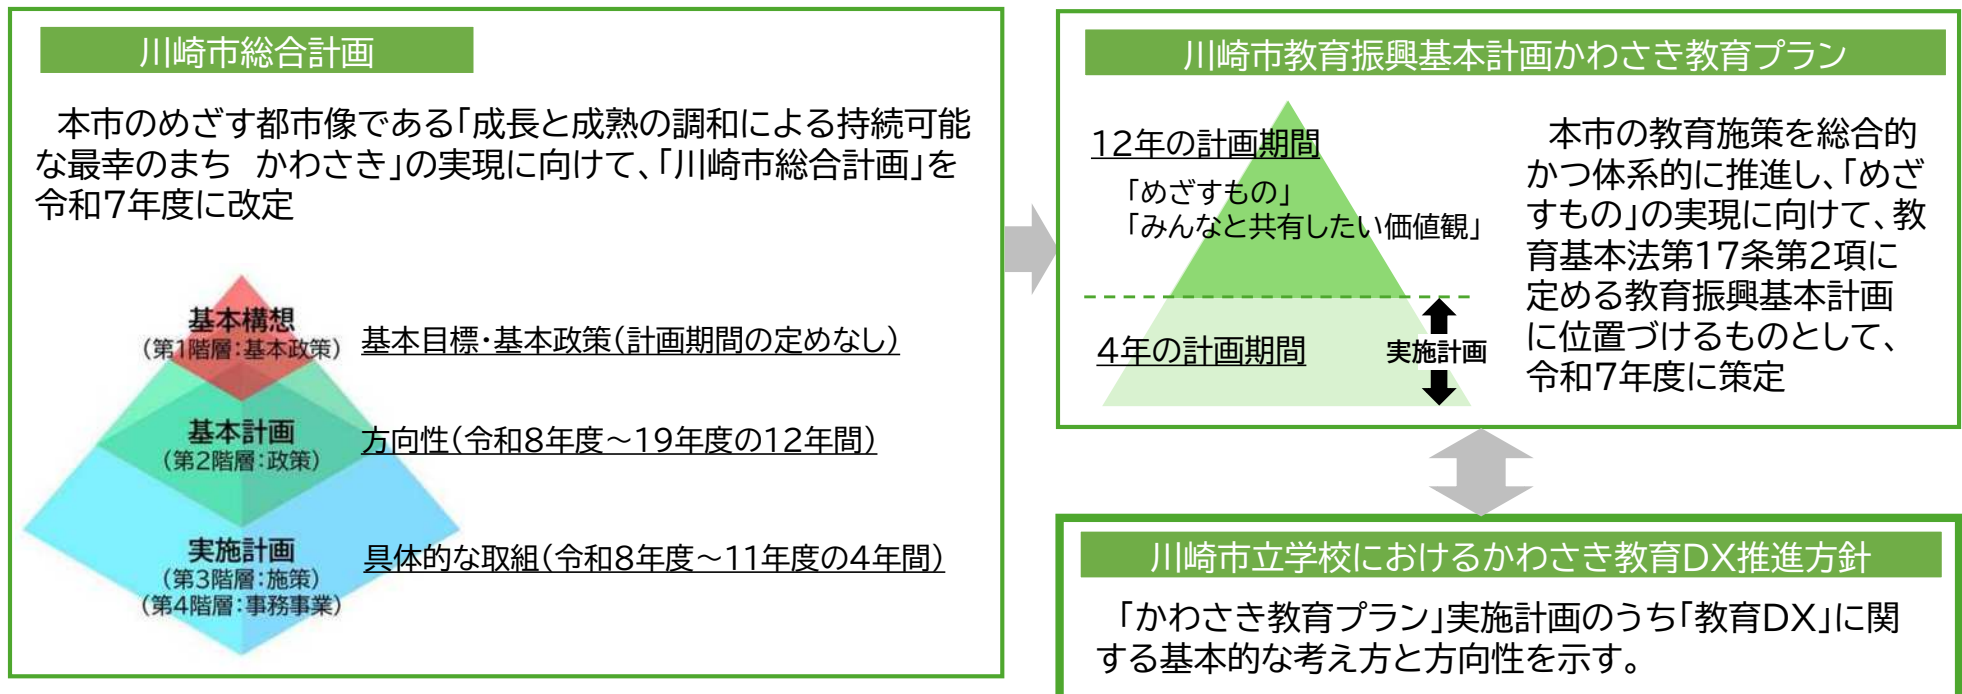 川崎市総合計画
本市のめざす都市像である「成長と成熟の調和による持続可能
な最幸のまち　かわさき」の実現に向けて、「川崎市総合計画」を
令和7年度に改定
基本構想
(第1階層:基本政策)
基本目標・基本政策(計画期間の定めなし)
基本計画
(第2階層:政策)
方向性(令和8年度～19年度の12年間)
実施計画
(第3階層:施策)
(第4階層:事務事業)
具体的な取組(令和8年度～11年度の4年間)
川崎市教育振興基本計画かわさき教育プラン
12年の計画期間
「めざすもの」
「みんなと共有したい価値観」
4年の計画期間
実施計画
本市の教育施策を総合的
かつ体系的に推進し、「めざ
すもの」の実現に向けて、教
育基本法第17条第2項に
定める教育振興基本計画
に位置づけるものとして、
令和7年度に策定
川崎市立学校におけるかわさき教育DX推進方針
「かわさき教育プラン」実施計画のうち「教育DX」に関
する基本的な考え方と方向性を示す。